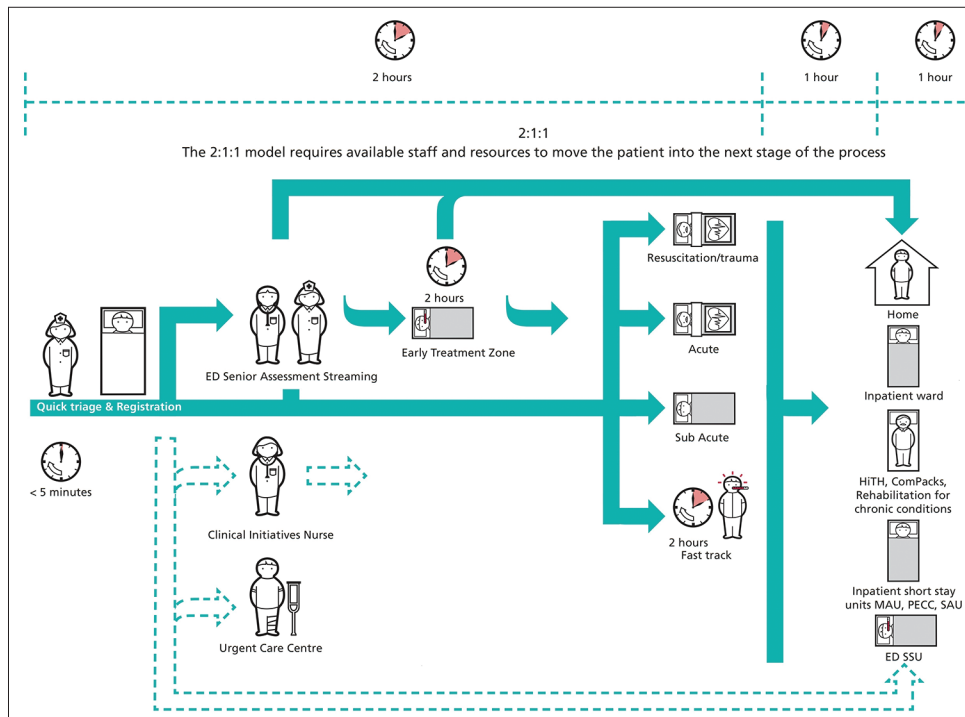 2 hours
1 hour
1 hour
2:1:1
The 2:1:1 model requires available staff and resources to move the patient into the next stage of the process
Resuscitation/trauma
2 hours
Home
Early Treatment Zone
Acute
ED Senior Assessment Streaming
Inpatient ward
Quick triage & Registration
Sub Acute
< 5 minutes
HiTH, ComPacks,
Rehabilitation for
chronic conditions
Clinical Initiatives Nurse
2 hours
Fast track
Inpatient short stay
units MAU, PECC, SAU
Urgent Care Centre
ED SSU